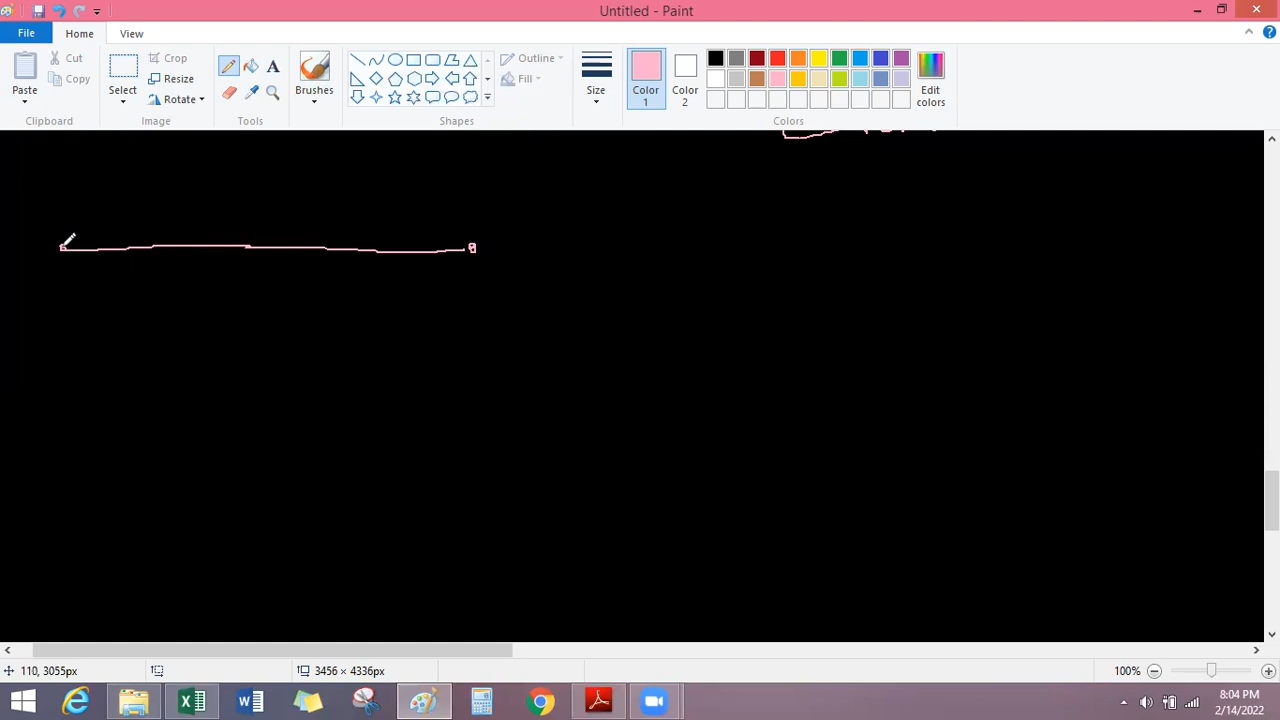 Untitled - Paint
File
Home
View
Paste
Cut
Copy
Clipboard
Select
Crop
Resize
Rotate
Image
A
Tools
Brushes
Outline
Fill
Shapes
Size
Color 1
Color 2
Edit colors
Colors
110, 3055px
3456 × 4336px
100%
8:04 PM
2/14/2022